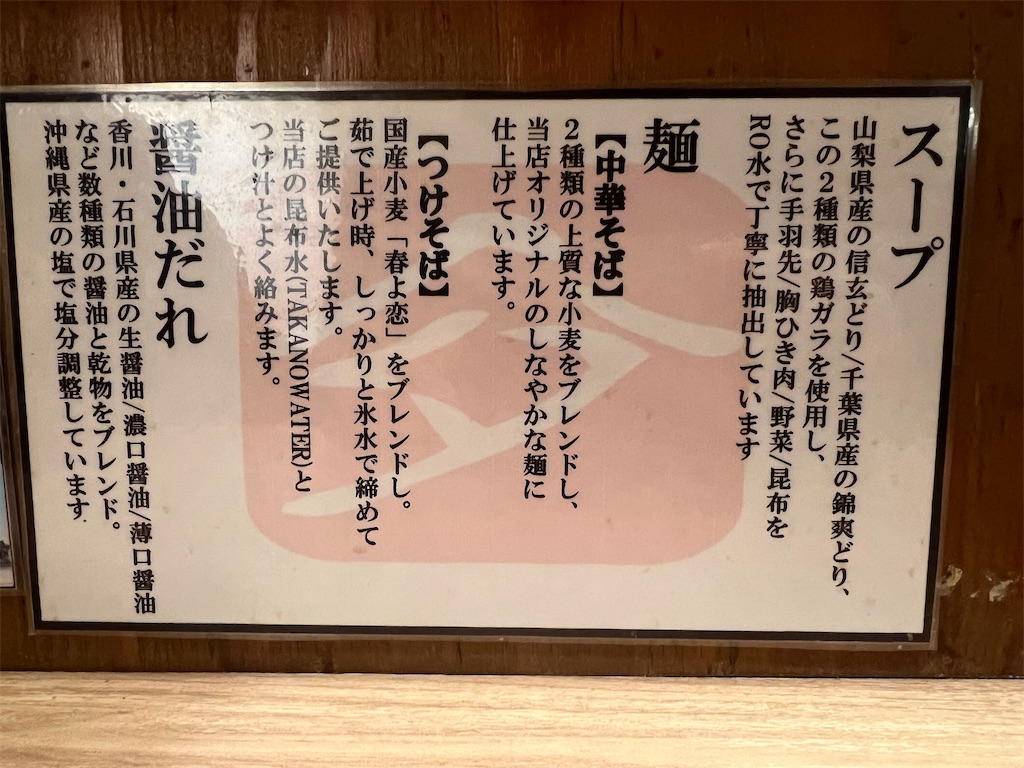 スープ
山梨県産の信玄どり/千葉県産の錦爽どり、
この2種類の鶏ガラを使用し、
さらに手羽先/胸ひき肉/野菜/昆布を
RO水で丁寧に抽出しています
麺
【中華そば】
2種類の上質な小麦をブレンドし、
当店オリジナルのしなやかな麺に
仕上げています。
【つけそば】
国産小麦「春よ恋」をブレンドし。
茹で上げ時、しっかりと氷水で締めて
ご提供いたします。
当店の昆布水(TAKANOWATER)と
つけ汁とよく絡みます。
醤油だれ
香川・石川県産の生醤油/濃口醤油/薄口醤油
など数種類の醤油と乾物をブレンド。
沖縄県産の塩で塩分調整しています.